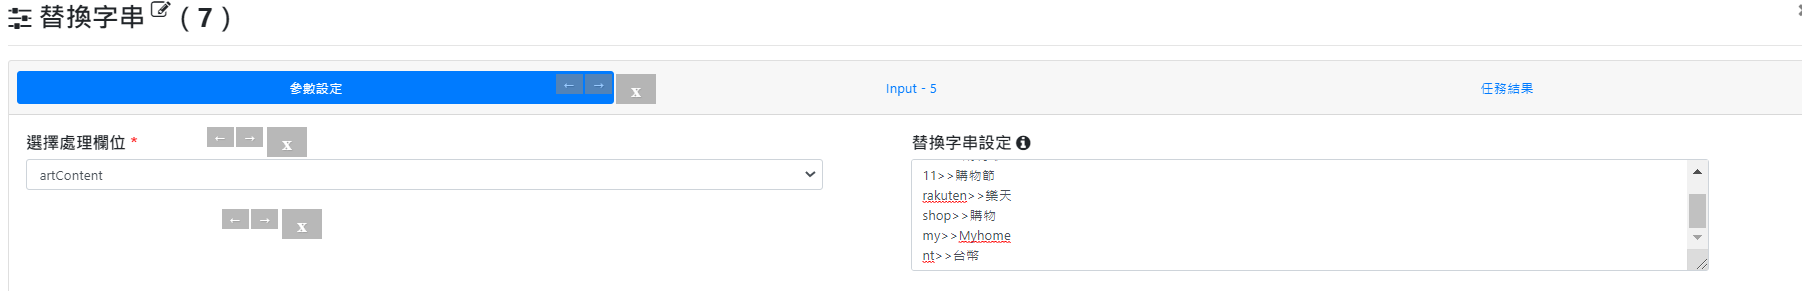 替換字串 ( 7 )
參數設定 ← → x
Input - 5
任務結果
選擇處理欄位 * ← → x
artContent
← → x
替換字串設定
11>>購物節
rakuten>>樂天
shop>>購物
my>>Myhome
nt>>台幣